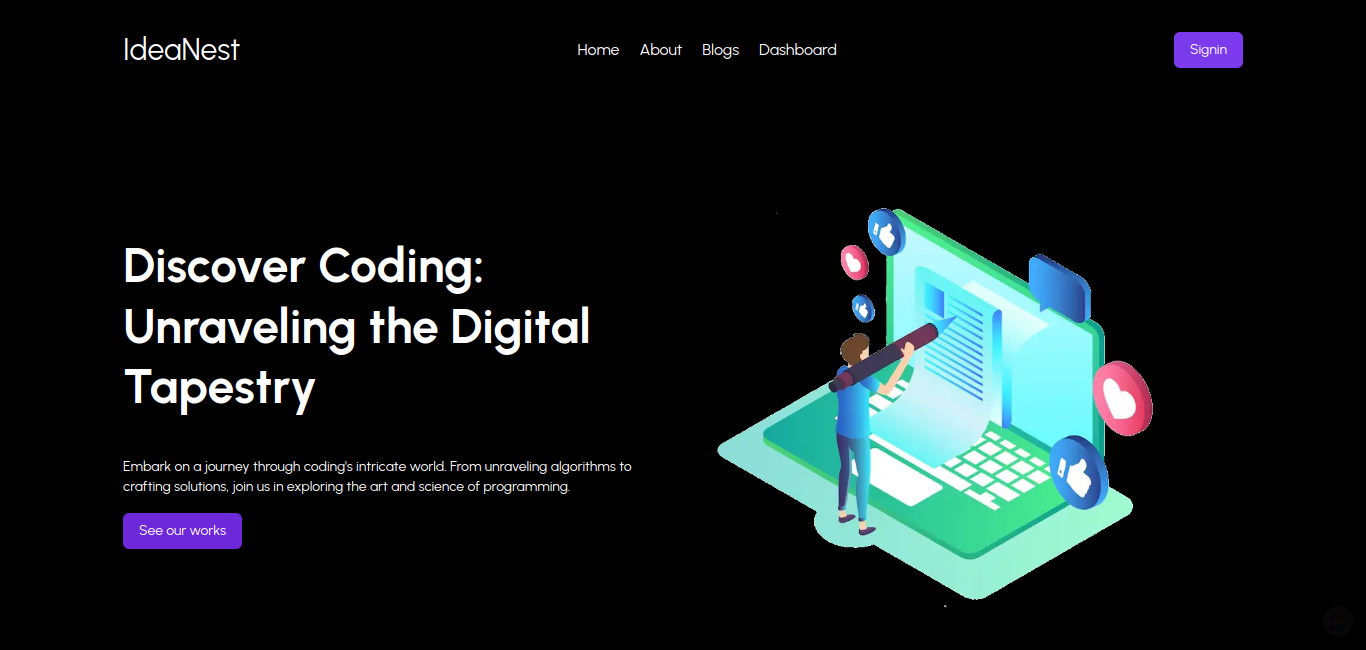 IdeaNest
Home About Blogs Dashboard
Signin
Discover Coding:
Unraveling the Digital
Tapestry
Embark on a journey through coding's intricate world. From unraveling algorithms to
crafting solutions, join us in exploring the art and science of programming.
See our works